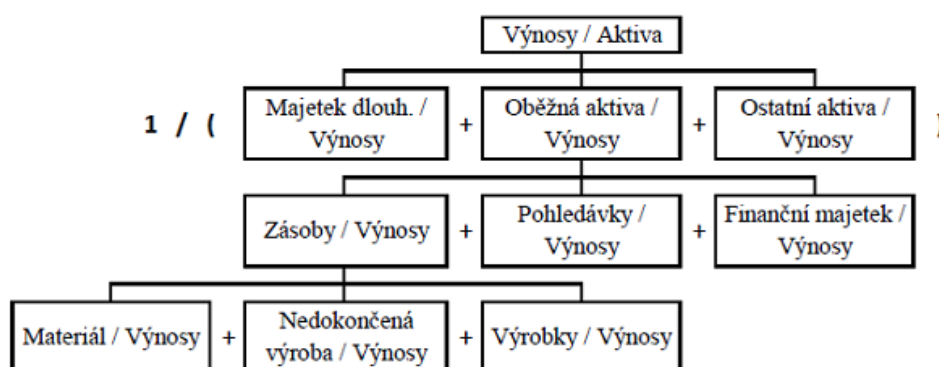 Výnosy / Aktiva
1 / (
Majetek dlouh. /
Výnosy
+
Oběžná aktiva /
Výnosy
+
Ostatní aktiva /
Výnosy
)
Zásoby / Výnosy
+
Pohledávky /
Výnosy
+
Finanční majetek /
Výnosy
Materiál / Výnosy
+
Nedokončená
výroba / Výnosy
+
Výrobky / Výnosy